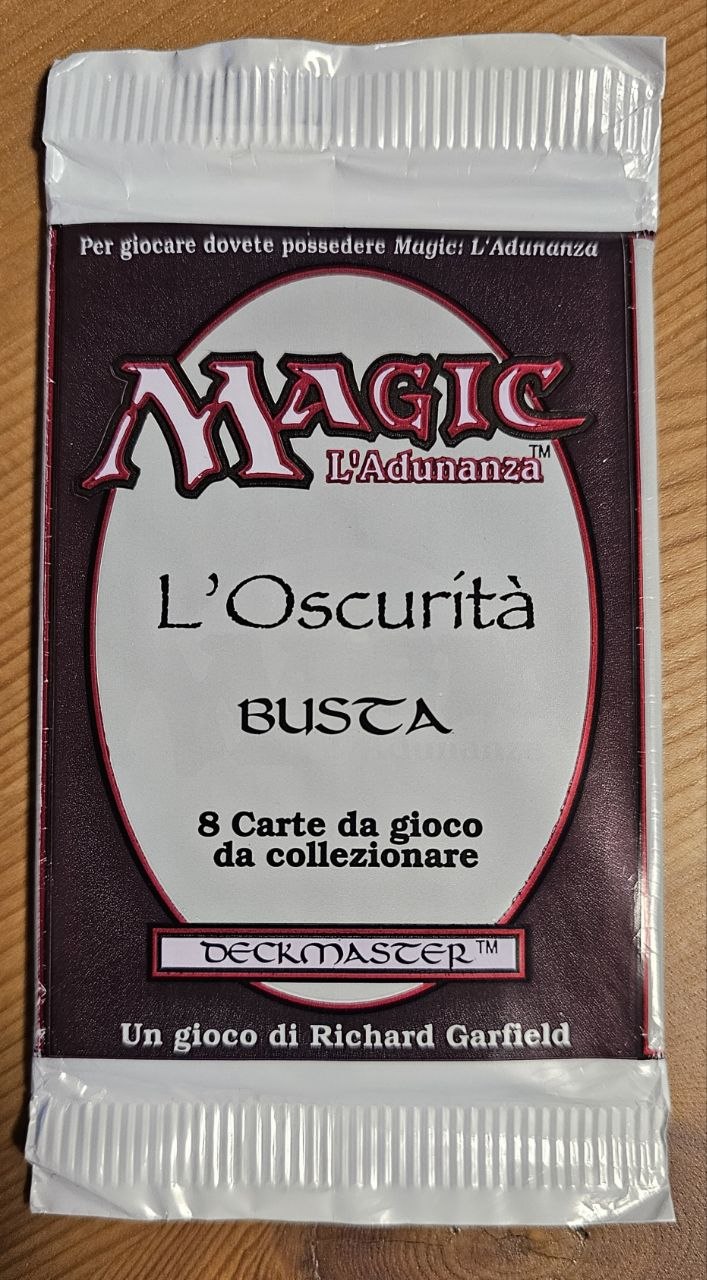 Per giocare dovete possedere Magic: L'Adunanza
MAGIC
L'Adunanza™
L'Oscurità
BUSTA
8 Carte da gioco
da collezionare
DECKMASTER™
Un gioco di Richard Garfield